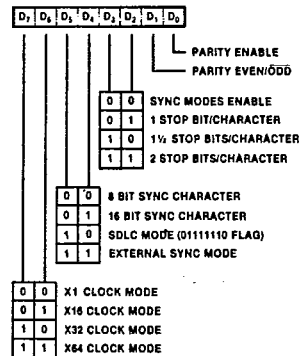 D7 D6 D5 D4 D3 D2 D1 D0
PARITY ENABLE
PARITY EVEN/O̅D̅D̅
0 0 SYNC MODES ENABLE
0 1 1 STOP BIT/CHARACTER
1 0 1½ STOP BITS/CHARACTER
1 1 2 STOP BITS/CHARACTER
0 0 8 BIT SYNC CHARACTER
0 1 16 BIT SYNC CHARACTER
1 0 SDLC MODE (01111110 FLAG)
1 1 EXTERNAL SYNC MODE
0 0 X1 CLOCK MODE
0 1 X16 CLOCK MODE
1 0 X32 CLOCK MODE
1 1 X64 CLOCK MODE